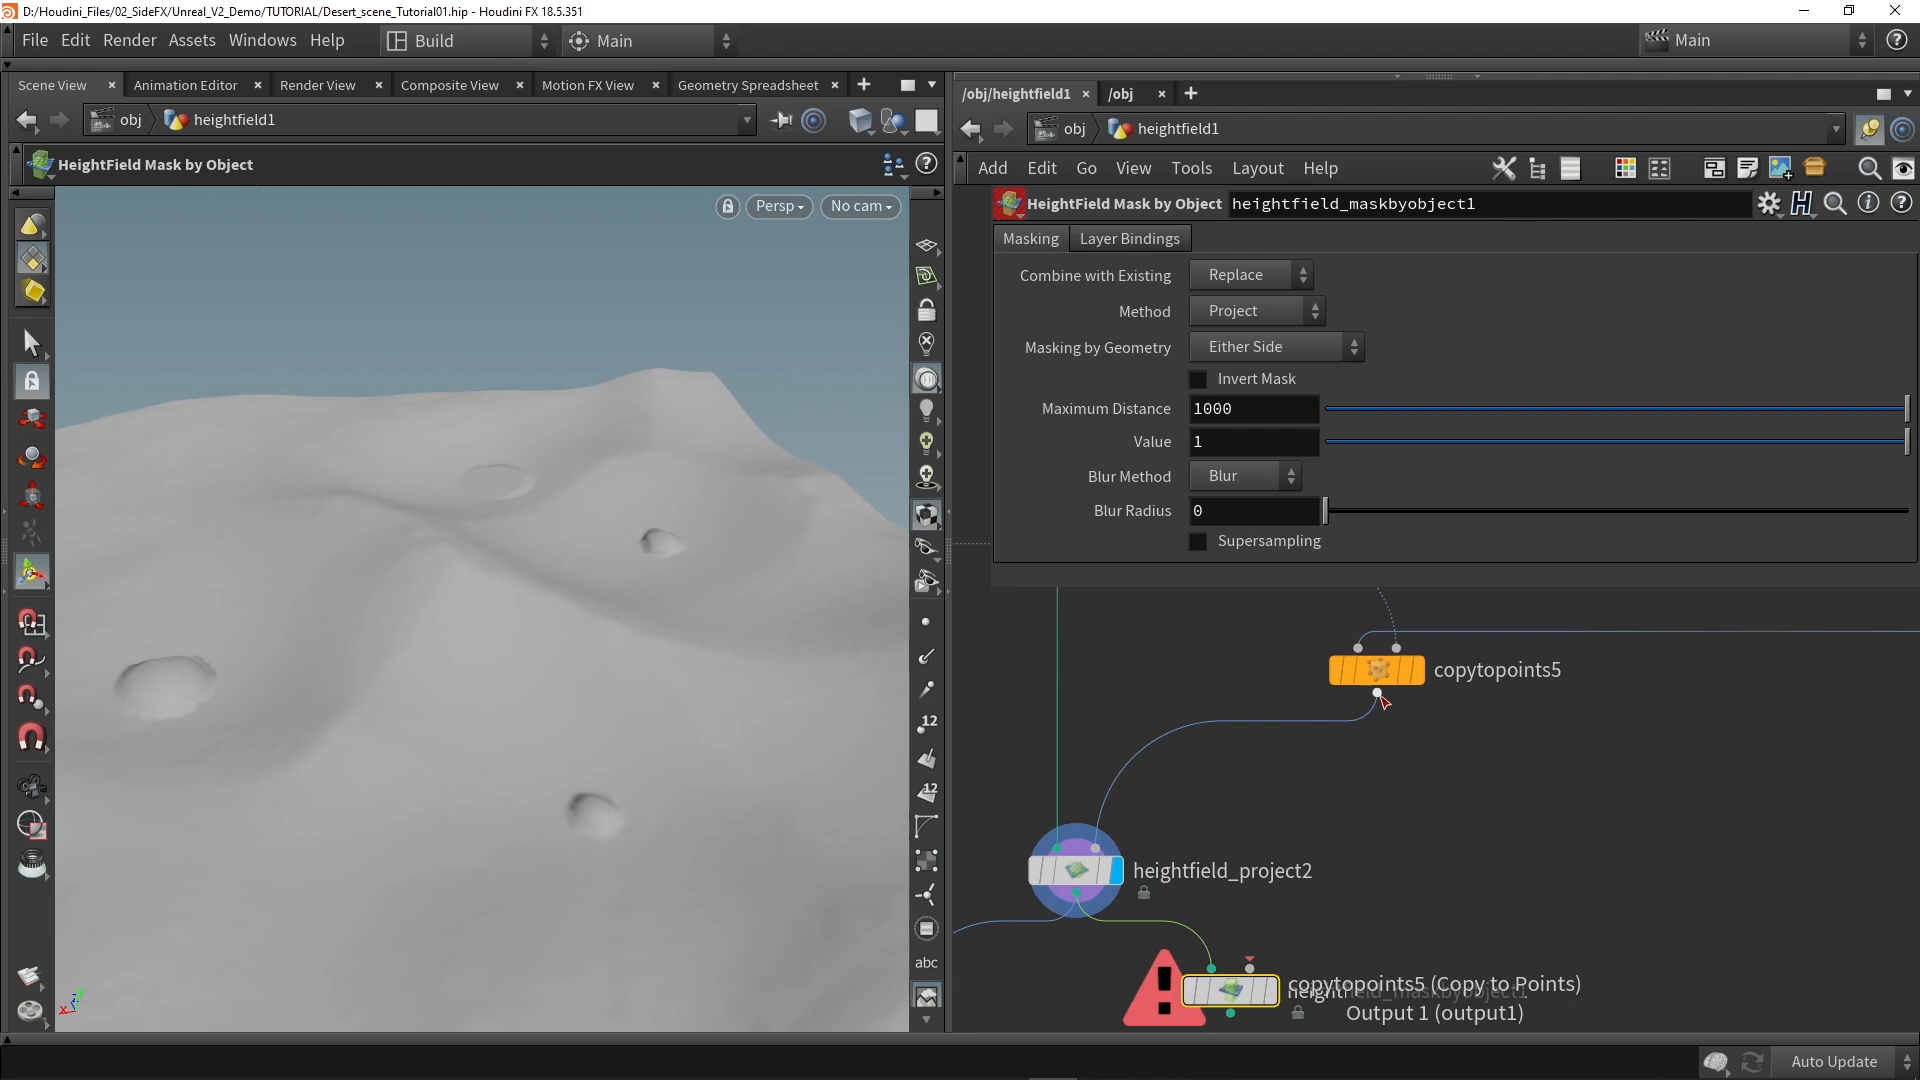 D:/Houdini_Files/02_SideFX/Unreal_V2_Demo/TUTORIAL/Desert_scene_Tutorial01.hip - Houdini FX 18.5.351
File Edit Render Assets Windows Help Build Main Main
Scene View Animation Editor Render View Composite View Motion FX View Geometry Spreadsheet
/obj/heightfield1 /obj
obj heightfield1
obj heightfield1
HeightField Mask by Object
Add Edit Go View Tools Layout Help
HeightField Mask by Object heightfield_maskbyobject1
Persp No cam
Masking Layer Bindings
Combine with Existing Replace
Method Project
Masking by Geometry Either Side
Invert Mask
Maximum Distance 1000
Value 1
Blur Method Blur
Blur Radius 0
Supersampling
copytopoints5
12
12
heightfield_project2
abc
copytopoints5 (Copy to Points)
heightfield_maskbyobject1
Output 1 (output1)
x y z
Auto Update